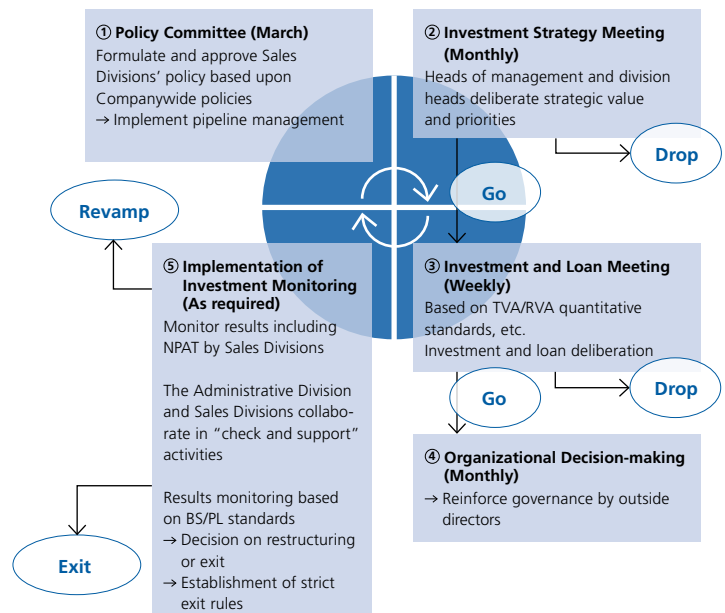 ① Policy Committee (March)
Formulate and approve Sales
Divisions’ policy based upon
Companywide policies
→ Implement pipeline management
② Investment Strategy Meeting
(Monthly)
Heads of management and division
heads deliberate strategic value
and priorities
Drop
Go
③ Investment and Loan Meeting
(Weekly)
Based on TVA/RVA quantitative
standards, etc.
Investment and loan deliberation
Drop
Go
④ Organizational Decision-making
(Monthly)
→ Reinforce governance by outside
directors
⑤ Implementation of
Investment Monitoring
(As required)
Monitor results including
NPAT by Sales Divisions
The Administrative Division
and Sales Divisions collabo-
rate in “check and support”
activities
Results monitoring based
on BS/PL standards
→ Decision on restructuring
or exit
→ Establishment of strict
exit rules
Revamp
Exit